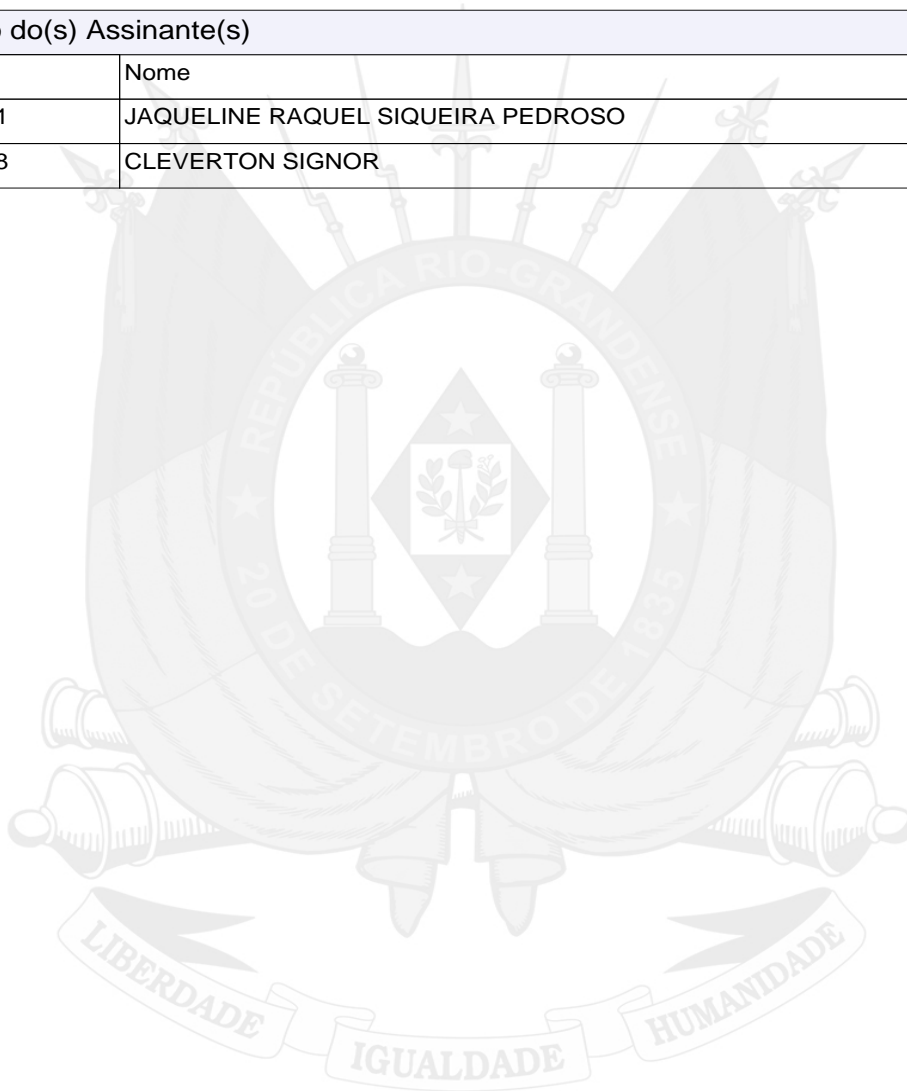 do(s) Assinante(s)
Nome
1 JAQUELINE RAQUEL SIQUEIRA PEDROSO
8 CLEVERTON SIGNOR
REPÚBLICA RIO-GRANDENSE
20 DE SETEMBRO DE 1835
LIBERDADE
IGUALDADE
HUMANIDADE